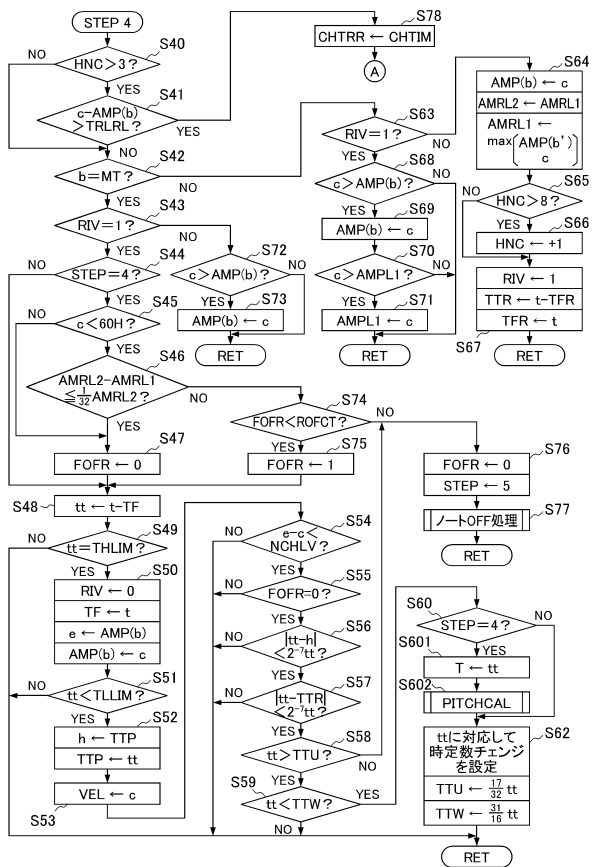 STEP 4
S40
HNC>3?
NO
YES
S41
c-AMP(b)
>TRLRL?
YES
NO
S78
CHTRR ← CHTIM
A
S42
b=MT?
NO
YES
S43
RIV=1?
NO
YES
S44
STEP=4?
NO
YES
S45
c<60H?
NO
YES
S46
AMRL2-AMRL1
≦1/32 AMRL2?
NO
YES
S47
FOFR ← 0
S72
c>AMP(b)?
NO
YES
S73
AMP(b) ← c
RET
S63
RIV=1?
YES
NO
S68
c>AMP(b)?
YES
NO
S69
AMP(b) ← c
S70
c>AMPL1?
NO
YES
S71
AMPL1 ← c
RET
S64
AMP(b) ← c
AMRL2 ← AMRL1
AMRL1 ←
max(AMP(b')
c)
S65
HNC>8?
NO
YES
S66
HNC ← +1
RIV ← 1
TTR ← t-TFR
TFR ← t
S67
RET
S74
FOFR<ROFCT?
NO
YES
S75
FOFR ← 1
S76
FOFR ← 0
STEP ← 5
S77
ノートOFF処理
RET
S48
tt ← t-TF
S49
tt=THLIM?
NO
YES
S50
RIV ← 0
TF ← t
e ← AMP(b)
AMP(b) ← c
S51
tt<TLLIM?
NO
YES
S52
h ← TTP
TTP ← tt
VEL ← c
S53
S54
e-c<
NCHLV?
NO
YES
S55
FOFR=0?
NO
YES
S56
|tt-h|
<2⁻⁷tt?
NO
YES
S57
|tt-TTR|
<2⁻⁷tt?
NO
YES
S58
tt>TTU?
NO
YES
S59
tt<TTW?
YES
NO
S60
STEP=4?
NO
YES
S601
T ← tt
S602
PITCHCAL
S62
ttに対応して
時定数チェンジ
を設定
TTU ← 17/32 tt
TTW ← 31/16 tt
RET